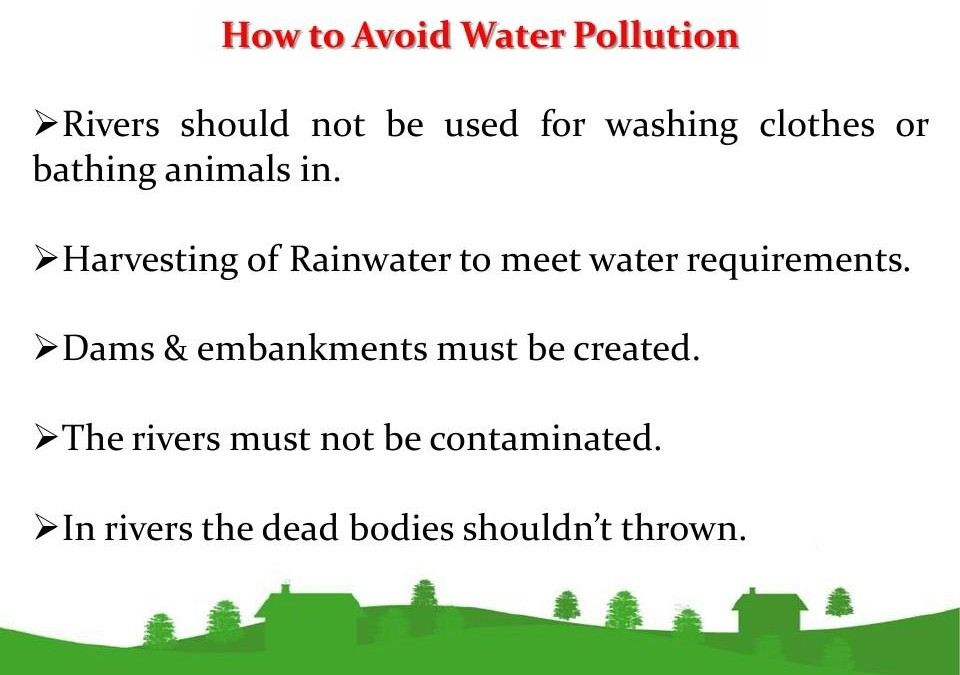 How to Avoid Water Pollution
➢Rivers should not be used for washing clothes or
bathing animals in.
➢Harvesting of Rainwater to meet water requirements.
➢Dams & embankments must be created.
➢The rivers must not be contaminated.
➢In rivers the dead bodies shouldn’t thrown.